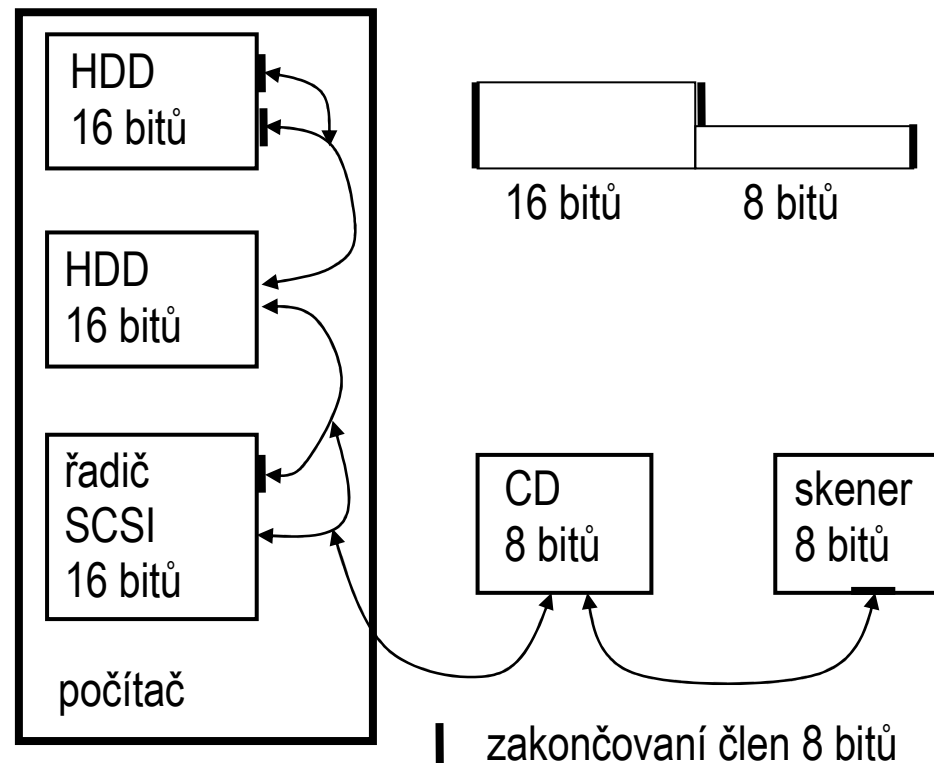 HDD
16 bitů
16 bitů 8 bitů
HDD
16 bitů
řadič
SCSI
16 bitů
CD
8 bitů
skener
8 bitů
počítač
zakončovaní člen 8 bitů